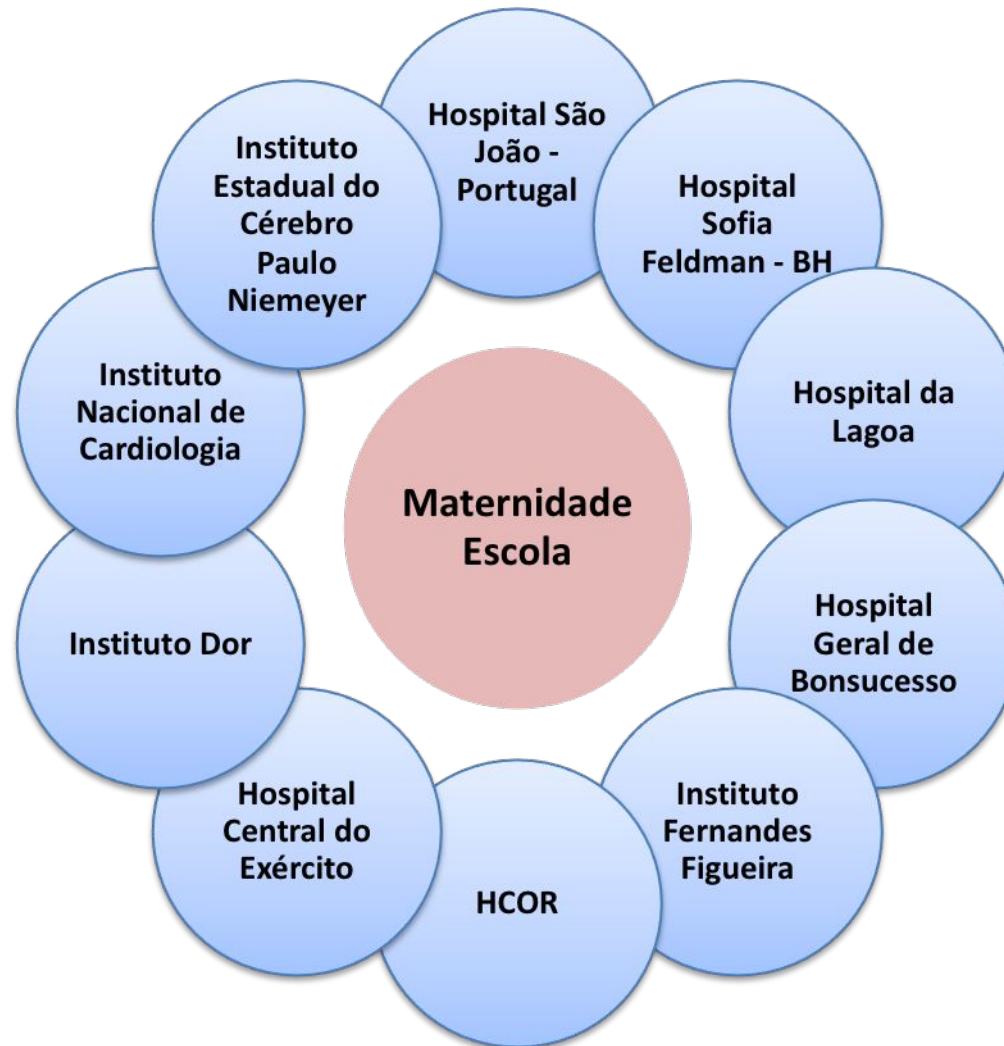 Hospital São
João -
Portugal
Hospital
Sofia
Feldman - BH
Hospital da
Lagoa
Hospital
Geral de
Bonsucesso
Instituto
Fernandes
Figueira
HCOR
Hospital
Central do
Exército
Instituto Dor
Instituto
Nacional de
Cardiologia
Instituto
Estadual do
Cérebro
Paulo
Niemeyer
Maternidade
Escola